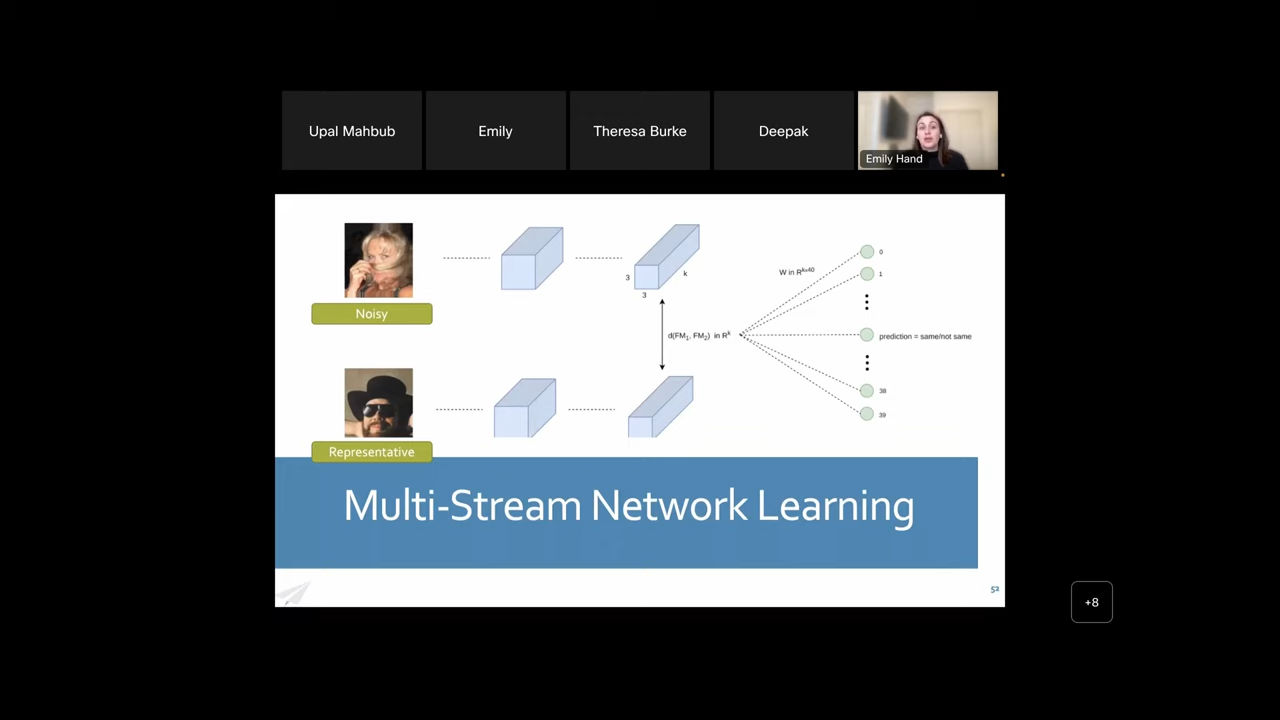 Upal Mahbub
Emily
Theresa Burke
Deepak
Emily Hand
Noisy
3
3
k
W in R^kx40
0
1
d(FM₁, FM₂) in R^k
prediction = same/not same
38
39
Representative
Multi-Stream Network Learning
52
+8